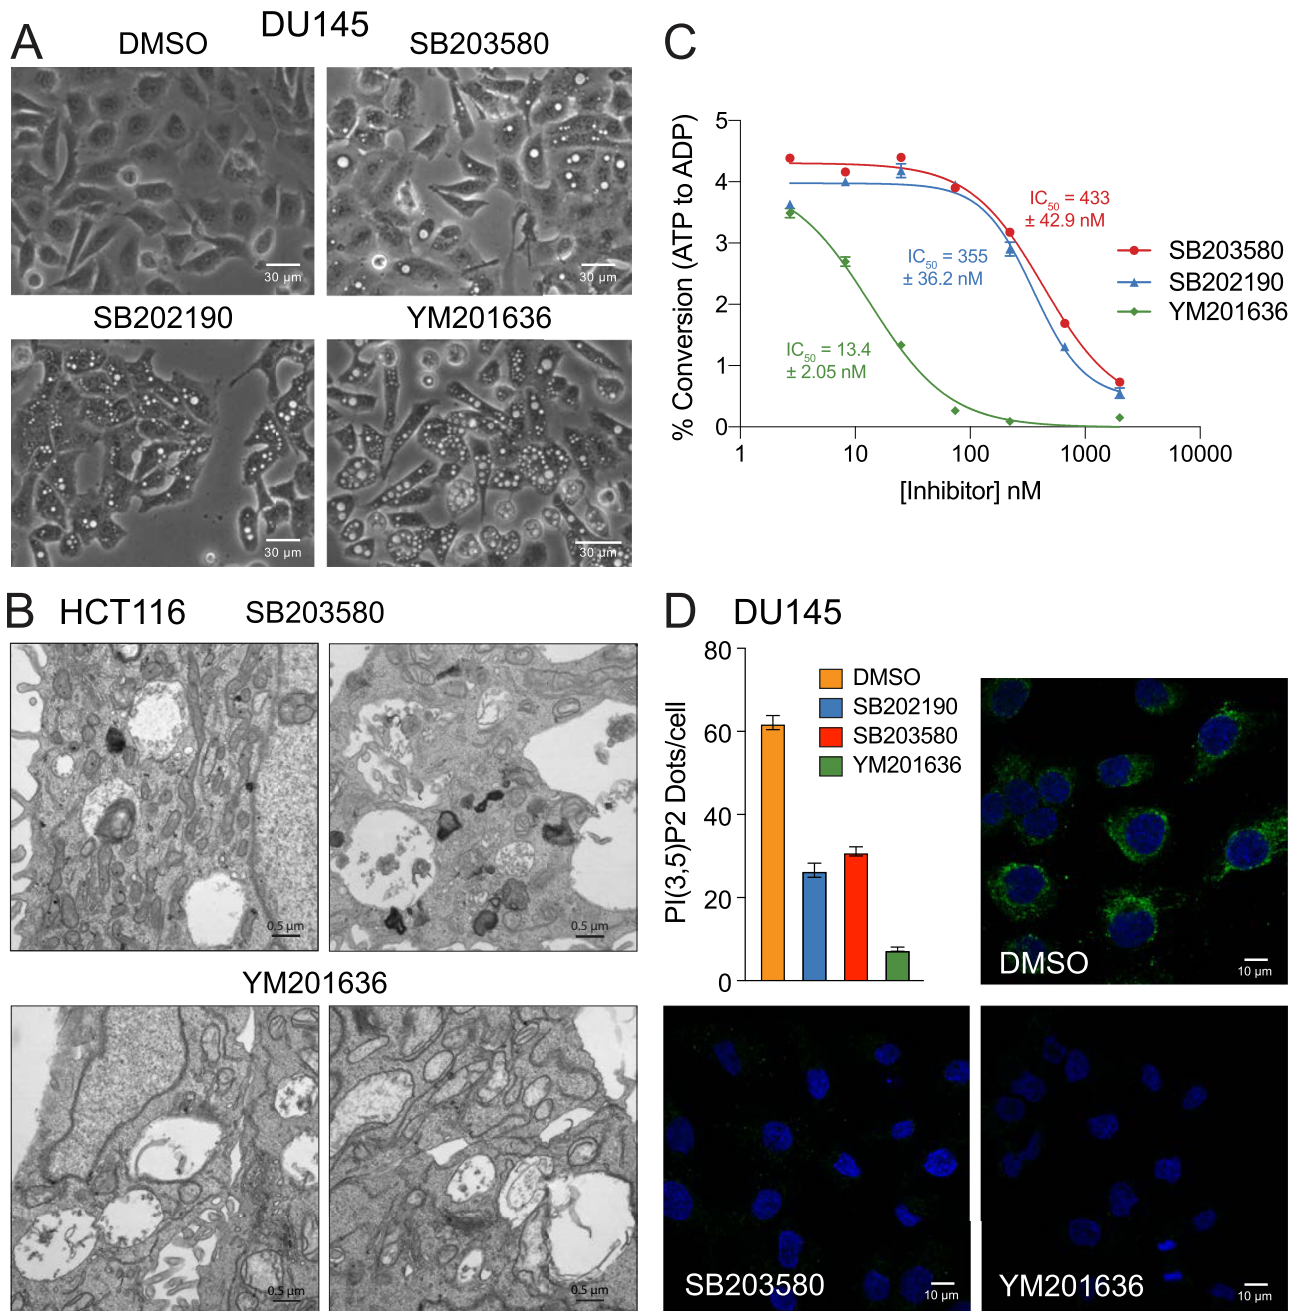 A
DU145
DMSO
SB203580
30 µm
30 µm
SB202190
YM201636
30 µm
30 µm
B HCT116 SB203580
0.5 µm
0.5 µm
YM201636
0.5 µm
0.5 µm
C
% Conversion (ATP to ADP)
5
4
3
2
1
0
1
10
100
1000
10000
[Inhibitor] nM
IC50 = 433
± 42.9 nM
IC50 = 355
± 36.2 nM
IC50 = 13.4
± 2.05 nM
SB203580
SB202190
YM201636
D DU145
PI(3,5)P2 Dots/cell
80
60
40
20
0
DMSO
SB202190
SB203580
YM201636
DMSO
10 µm
SB203580
10 µm
YM201636
10 µm